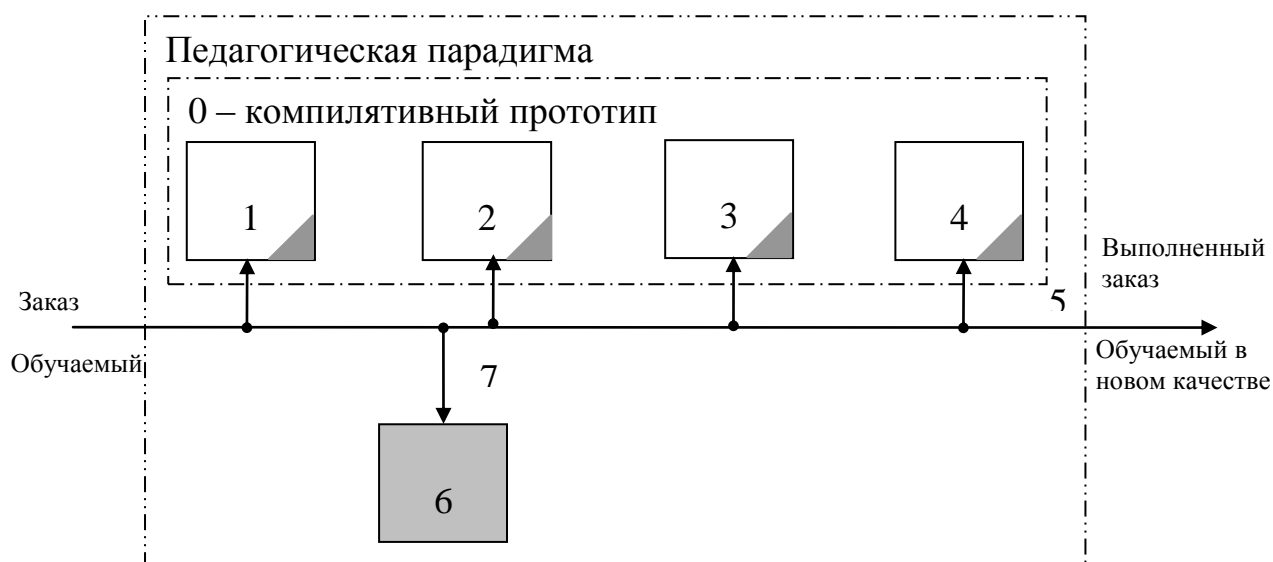 Педагогическая парадигма
0 – компилятивный прототип
1
2
3
4
Заказ
5
Выполненный
заказ
Обучаемый
7
Обучаемый в
новом качестве
6